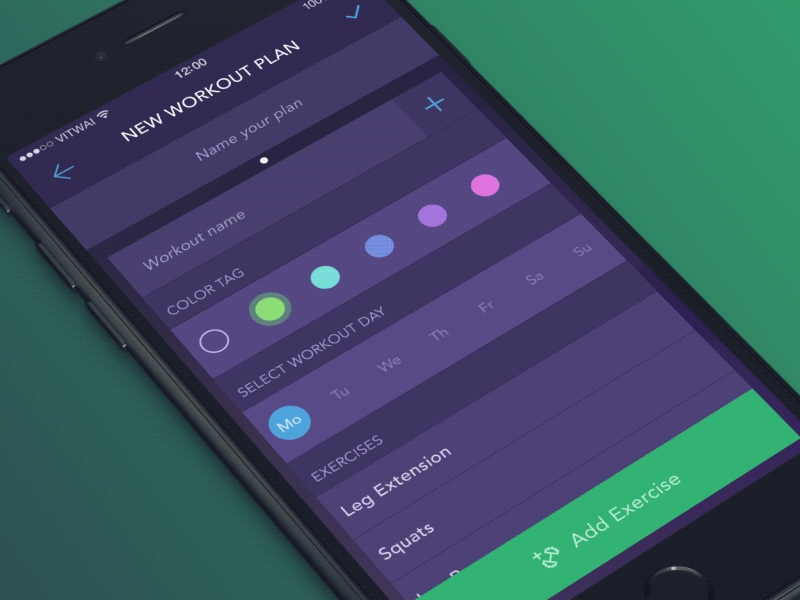 VITWAI 12:00 100%
NEW WORKOUT PLAN
Name your plan
Workout name
COLOR TAG
SELECT WORKOUT DAY
Mo Tu We Th Fr Sa Su
EXERCISES
Leg Extension
Squats
Add Exercise